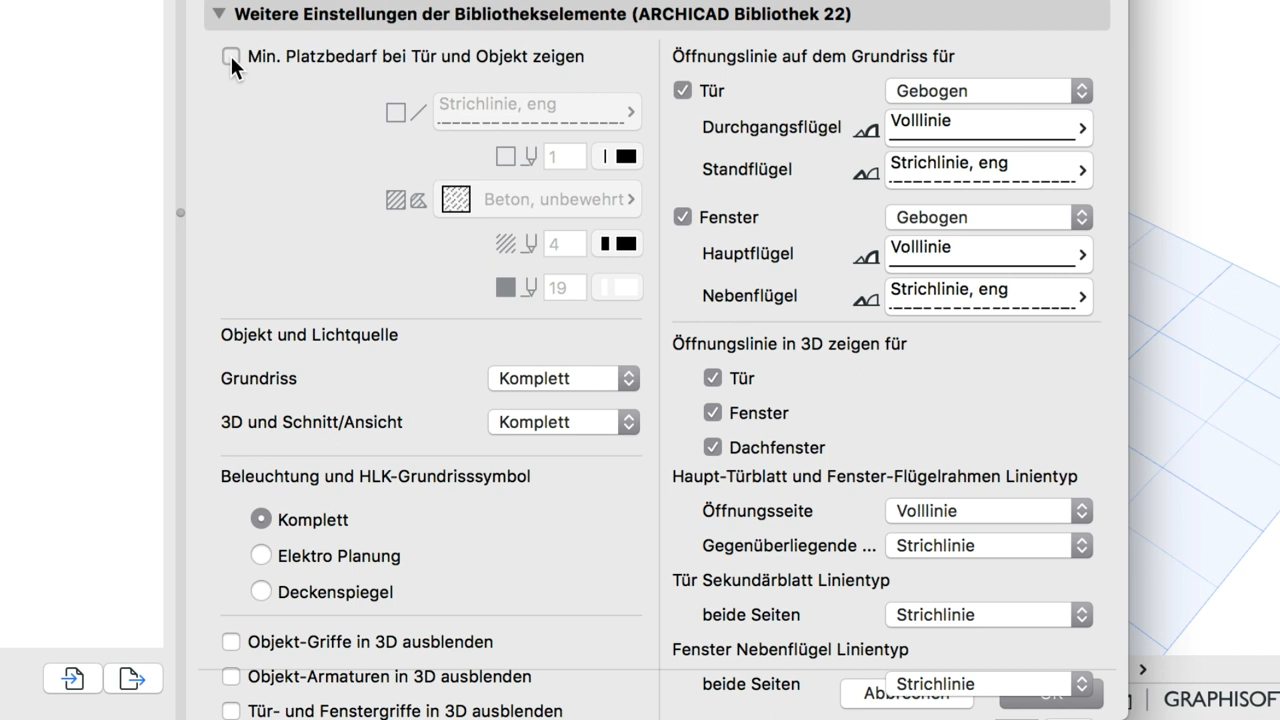 Weitere Einstellungen der Bibliothekselemente (ARCHICAD Bibliothek 22)
Min. Platzbedarf bei Tür und Objekt zeigen
Strichlinie, eng
1
Beton, unbewehrt
4
19
Objekt und Lichtquelle
Grundriss Komplett
3D und Schnitt/Ansicht Komplett
Beleuchtung und HLK-Grundrisssymbol
Komplett
Elektro Planung
Deckenspiegel
Objekt-Griffe in 3D ausblenden
Objekt-Armaturen in 3D ausblenden
Tür- und Fenstergriffe in 3D ausblenden
Öffnungslinie auf dem Grundriss für
Tür Gebogen
Durchgangsflügel Volllinie
Standflügel Strichlinie, eng
Fenster Gebogen
Hauptflügel Volllinie
Nebenflügel Strichlinie, eng
Öffnungslinie in 3D zeigen für
Tür
Fenster
Dachfenster
Haupt-Türblatt und Fenster-Flügelrahmen Linientyp
Öffnungsseite Volllinie
Gegenüberliegende ... Strichlinie
Tür Sekundärblatt Linientyp
beide Seiten Strichlinie
Fenster Nebenflügel Linientyp
beide Seiten Strichlinie
GRAPHISOF